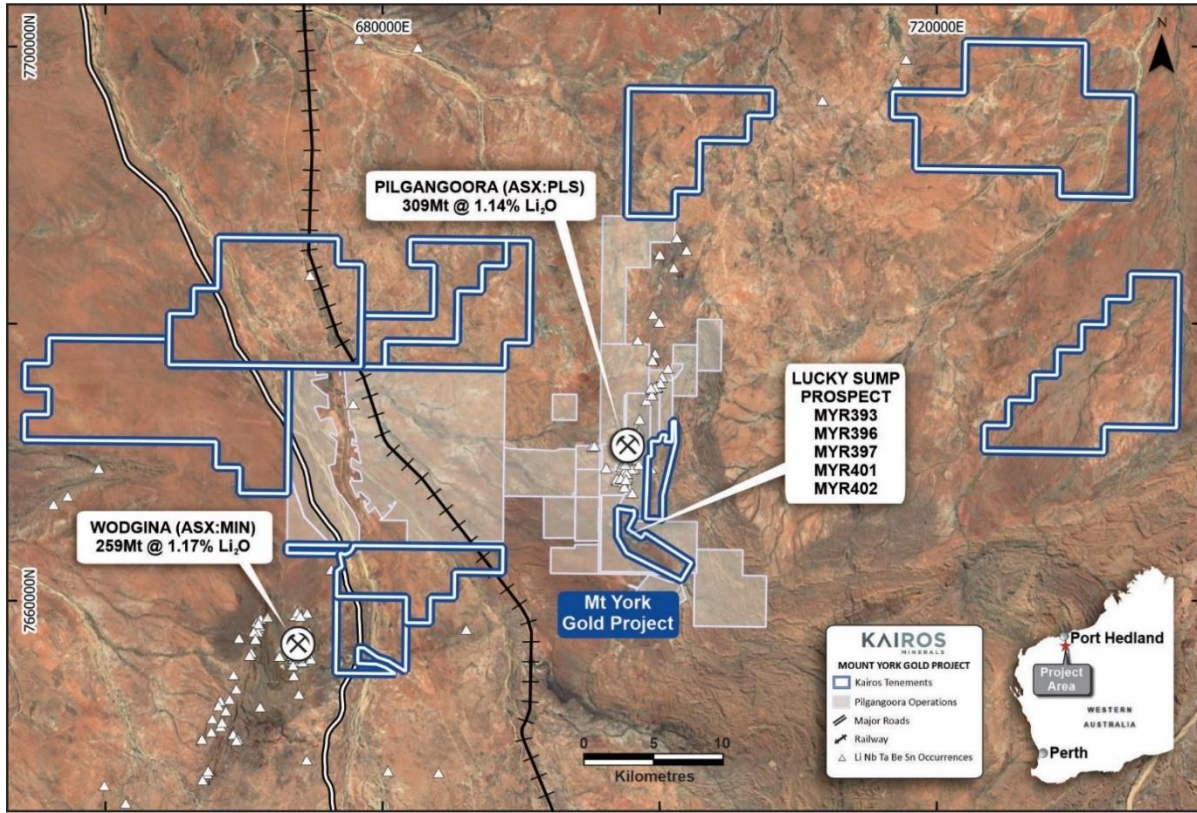 680000E
720000E
7700000N
N
PILGANGOORA (ASX:PLS)
309Mt @ 1.14% Li₂O
LUCKY SUMP
PROSPECT
MYR393
MYR396
MYR397
MYR401
MYR402
WODGINA (ASX:MIN)
259Mt @ 1.17% Li₂O
7660000N
Mt York
Gold Project
0 5 10
Kilometres
KAIROS
MINERALS
MOUNT YORK GOLD PROJECT
Kairos Tenements
Pilgangoora Operations
Major Roads
Railway
Li Nb Ta Be Sn Occurrences
Port Hedland
Project
Area
WESTERN
AUSTRALIA
Perth